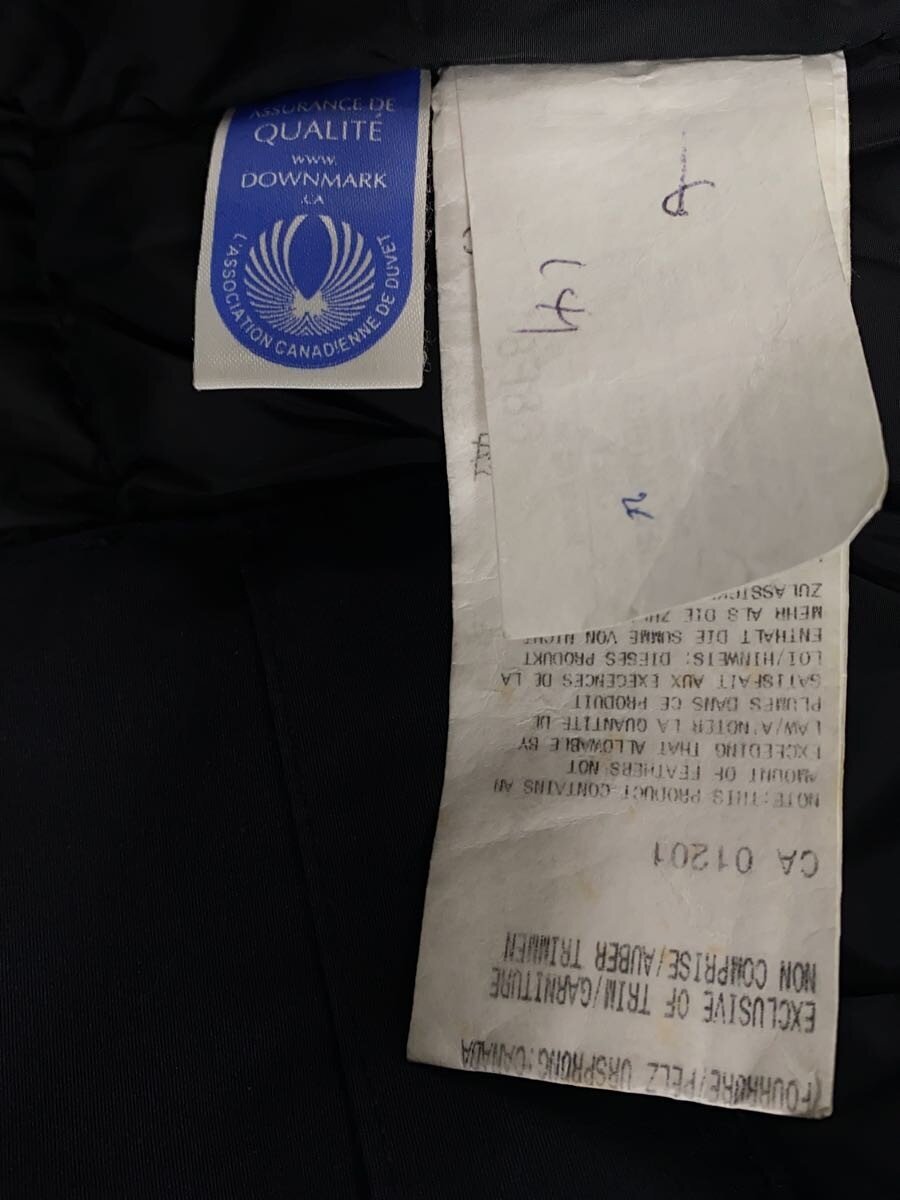 ASSURANCE DE
QUALITÉ
WWW.
DOWNMARK
.CA
L'ASSOCIATION CANADIENNE DE DUVET
(FOURRURE/PELZ URSPRUNG:CANADA
EXCLUSIVE OF TRIM/GARNITURE
NON COMPRISE/AUBER TRIMMEN
CA 01201
NOTE:THIS PRODUCT CONTAINS AN
AMOUNT OF FEATHERS NOT
EXCEEDING THAT ALLOWABLE BY
LAW/A'NOTER LA QUANTITE DE
PLUMES DANS CE PRODUIT
SATISFAIT AUX EXEGENCES DE LA
LOI/HINWEIS: DIESES PRODUKT
ENTHALT DIE SUMME VON NICHT
MEHR ALS DIE